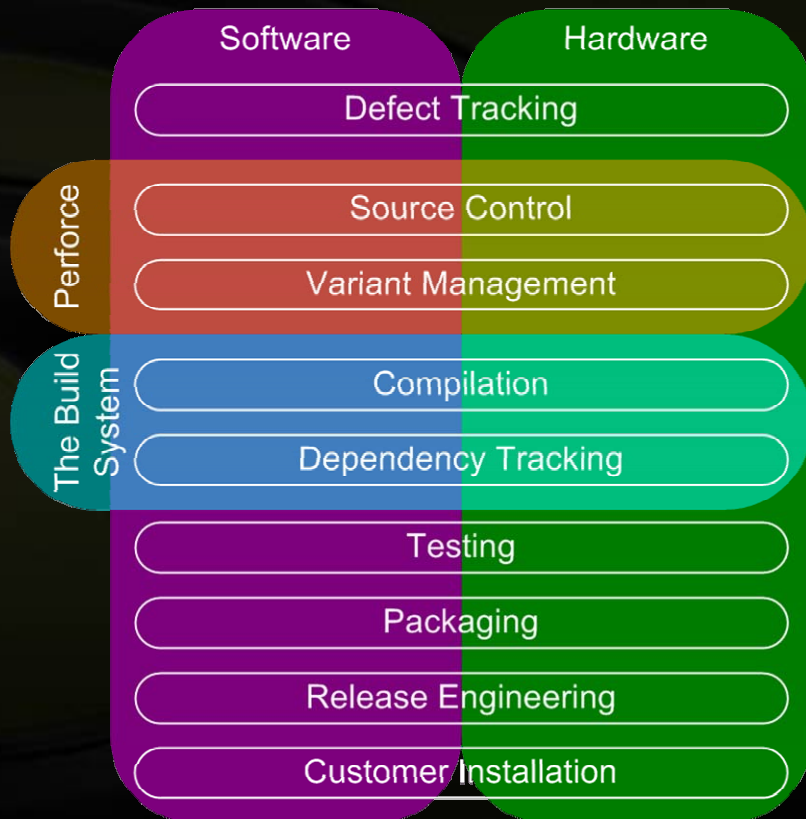 Software
Hardware
Defect Tracking
Perforce
Source Control
Variant Management
The Build
System
Compilation
Dependency Tracking
Testing
Packaging
Release Engineering
Customer Installation